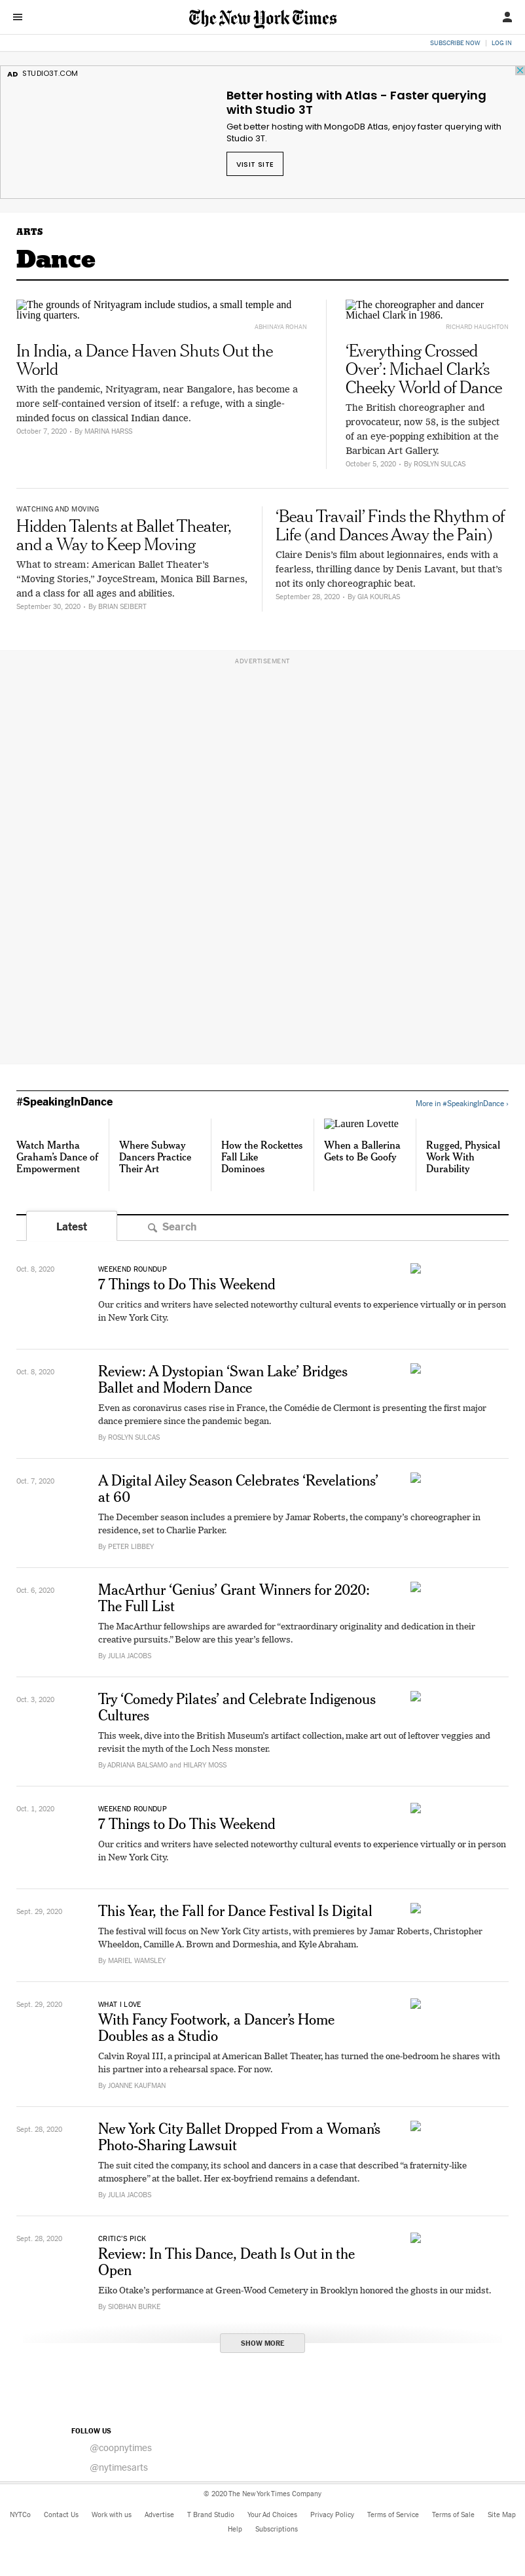 The New York Times
SUBSCRIBE NOW | LOG IN
AD STUDIO3T.COM
Better hosting with Atlas - Faster querying
with Studio 3T
Get better hosting with MongoDB Atlas, enjoy faster querying with
Studio 3T.
VISIT SITE
ARTS
Dance
The grounds of Nrityagram include studios, a small temple and
living quarters.
ABHINAYA ROHAN
In India, a Dance Haven Shuts Out the
World
With the pandemic, Nrityagram, near Bangalore, has become a
more self-contained version of itself: a refuge, with a single-
minded focus on classical Indian dance.
October 7, 2020 • By MARINA HARSS
The choreographer and dancer
Michael Clark in 1986.
RICHARD HAUGHTON
‘Everything Crossed
Over’: Michael Clark’s
Cheeky World of Dance
The British choreographer and
provocateur, now 58, is the subject
of an eye-popping exhibition at the
Barbican Art Gallery.
October 5, 2020 • By ROSLYN SULCAS
WATCHING AND MOVING
Hidden Talents at Ballet Theater,
and a Way to Keep Moving
What to stream: American Ballet Theater’s
“Moving Stories,” JoyceStream, Monica Bill Barnes,
and a class for all ages and abilities.
September 30, 2020 • By BRIAN SEIBERT
‘Beau Travail’ Finds the Rhythm of
Life (and Dances Away the Pain)
Claire Denis’s film about legionnaires, ends with a
fearless, thrilling dance by Denis Lavant, but that’s
not its only choreographic beat.
September 28, 2020 • By GIA KOURLAS
ADVERTISEMENT
#SpeakingInDance
More in #SpeakingInDance ›
Watch Martha
Graham’s Dance of
Empowerment
Where Subway
Dancers Practice
Their Art
How the Rockettes
Fall Like
Dominoes
Lauren Lovette
When a Ballerina
Gets to Be Goofy
Rugged, Physical
Work With
Durability
Latest
Search
Oct. 8, 2020
WEEKEND ROUNDUP
7 Things to Do This Weekend
Our critics and writers have selected noteworthy cultural events to experience virtually or in person
in New York City.
Oct. 8, 2020
Review: A Dystopian ‘Swan Lake’ Bridges
Ballet and Modern Dance
Even as coronavirus cases rise in France, the Comédie de Clermont is presenting the first major
dance premiere since the pandemic began.
By ROSLYN SULCAS
Oct. 7, 2020
A Digital Ailey Season Celebrates ‘Revelations’
at 60
The December season includes a premiere by Jamar Roberts, the company’s choreographer in
residence, set to Charlie Parker.
By PETER LIBBEY
Oct. 6, 2020
MacArthur ‘Genius’ Grant Winners for 2020:
The Full List
The MacArthur fellowships are awarded for “extraordinary originality and dedication in their
creative pursuits.” Below are this year’s fellows.
By JULIA JACOBS
Oct. 3, 2020
Try ‘Comedy Pilates’ and Celebrate Indigenous
Cultures
This week, dive into the British Museum’s artifact collection, make art out of leftover veggies and
revisit the myth of the Loch Ness monster.
By ADRIANA BALSAMO and HILARY MOSS
Oct. 1, 2020
WEEKEND ROUNDUP
7 Things to Do This Weekend
Our critics and writers have selected noteworthy cultural events to experience virtually or in person
in New York City.
Sept. 29, 2020
This Year, the Fall for Dance Festival Is Digital
The festival will focus on New York City artists, with premieres by Jamar Roberts, Christopher
Wheeldon, Camille A. Brown and Dormeshia, and Kyle Abraham.
By MARIEL WAMSLEY
Sept. 29, 2020
WHAT I LOVE
With Fancy Footwork, a Dancer’s Home
Doubles as a Studio
Calvin Royal III, a principal at American Ballet Theater, has turned the one-bedroom he shares with
his partner into a rehearsal space. For now.
By JOANNE KAUFMAN
Sept. 28, 2020
New York City Ballet Dropped From a Woman’s
Photo-Sharing Lawsuit
The suit cited the company, its school and dancers in a case that described “a fraternity-like
atmosphere” at the ballet. Her ex-boyfriend remains a defendant.
By JULIA JACOBS
Sept. 28, 2020
CRITIC’S PICK
Review: In This Dance, Death Is Out in the
Open
Eiko Otake’s performance at Green-Wood Cemetery in Brooklyn honored the ghosts in our midst.
By SIOBHAN BURKE
SHOW MORE
FOLLOW US
@coopnytimes
@nytimesarts
© 2020 The New York Times Company
NYTCo Contact Us Work with us Advertise T Brand Studio Your Ad Choices Privacy Policy Terms of Service Terms of Sale Site Map
Help Subscriptions